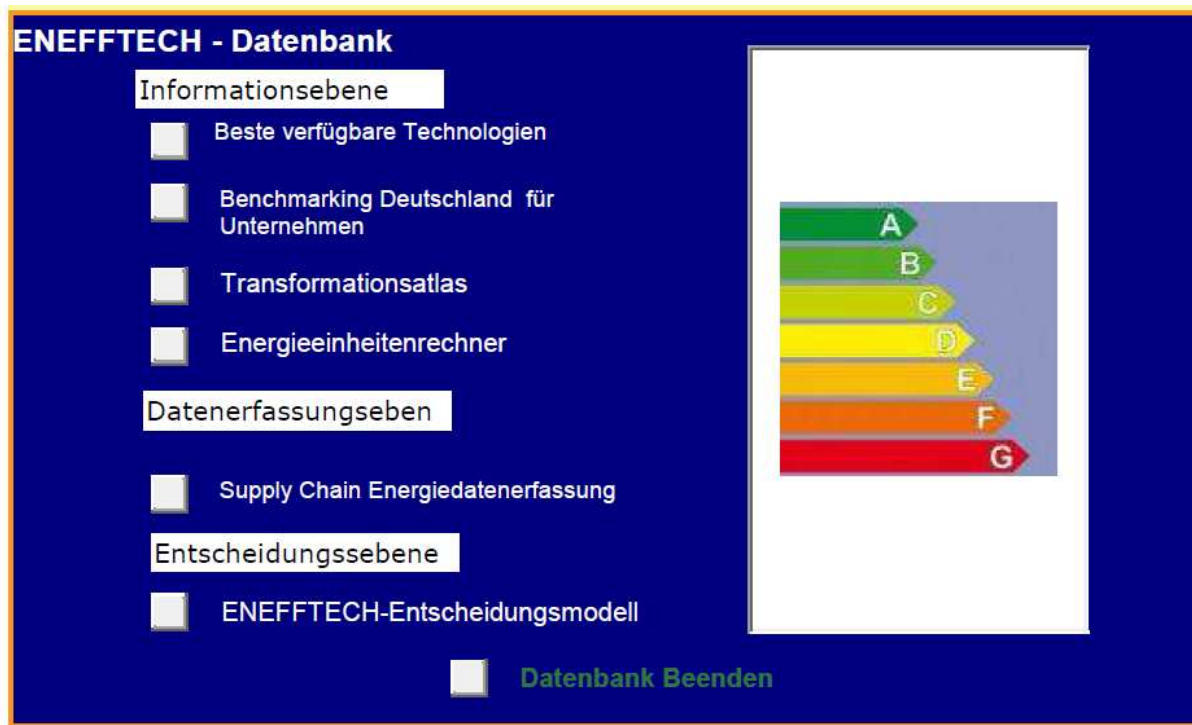 ENEFFTECH - Datenbank
Informationsebene
Beste verfügbare Technologien
Benchmarking Deutschland für
Unternehmen
Transformationsatlas
Energieeinheitenrechner
Datenerfassungseben
Supply Chain Energiedatenerfassung
Entscheidungssebene
ENEFFTECH-Entscheidungsmodell
Datenbank Beenden
A
B
C
D
E
F
G